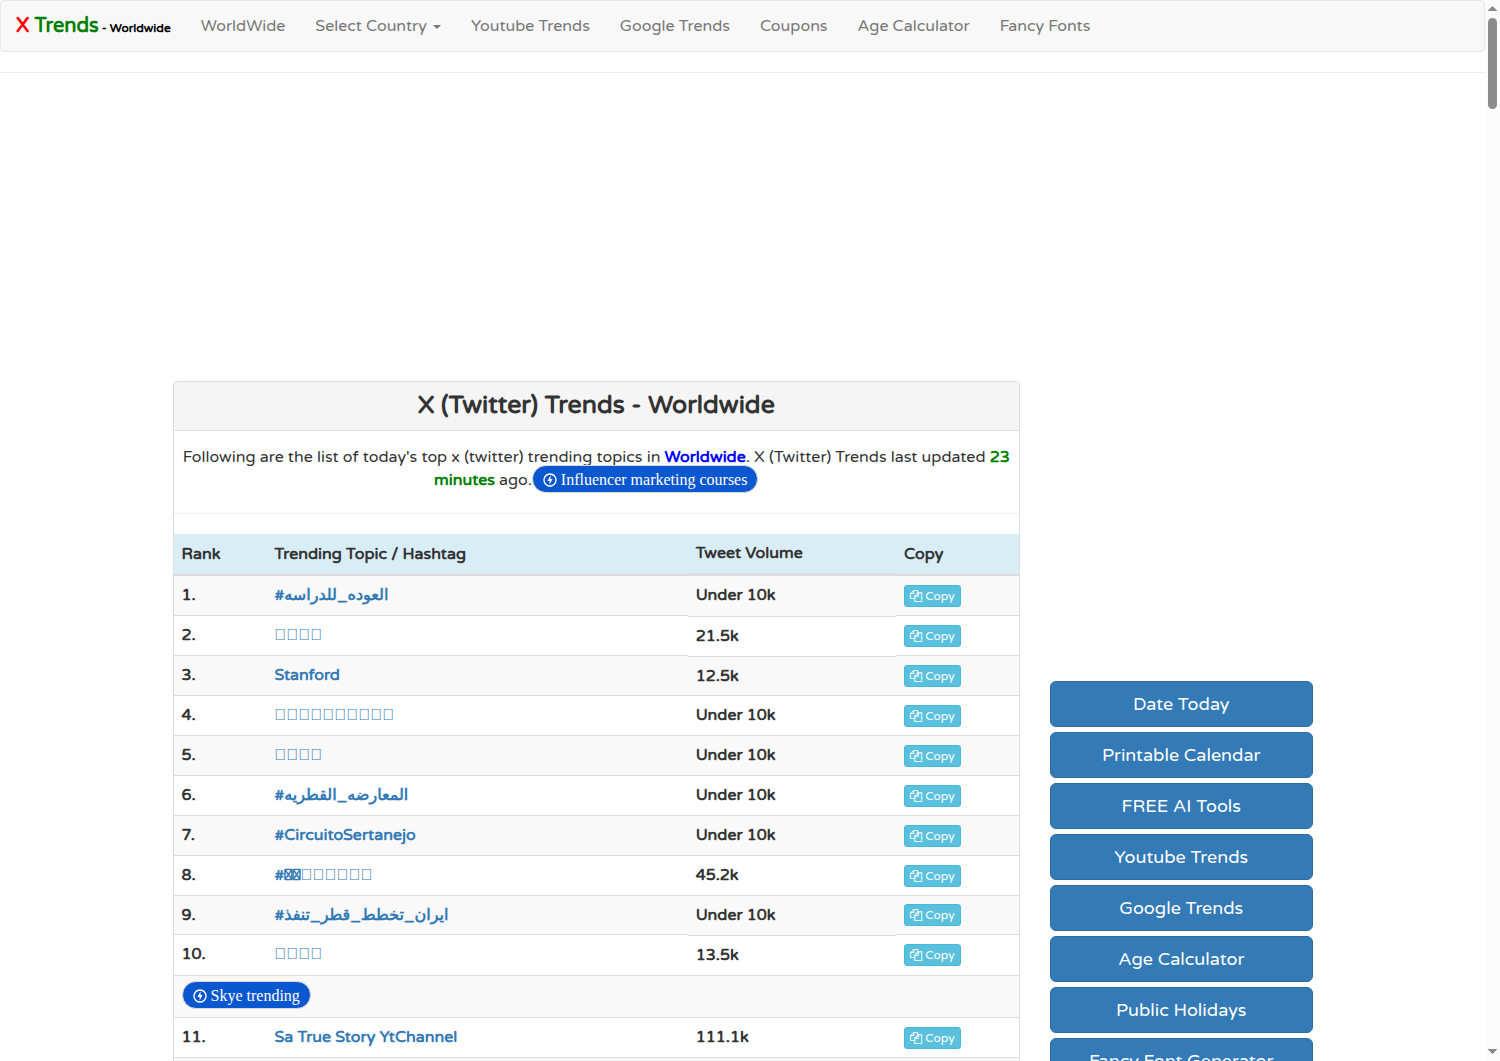 X Trends - Worldwide WorldWide Select Country Youtube Trends Google Trends Coupons Age Calculator Fancy Fonts
X (Twitter) Trends - Worldwide
Following are the list of today's top x (twitter) trending topics in Worldwide. X (Twitter) Trends last updated 23
minutes ago. Influencer marketing courses
Rank Trending Topic / Hashtag Tweet Volume Copy
1. #العوده_للدراسه Under 10k Copy
2. 21.5k Copy
3. Stanford 12.5k Copy
4. Under 10k Copy
5. Under 10k Copy
6. #المعارضه_القطريه Under 10k Copy
7. #CircuitoSertanejo Under 10k Copy
8. # 45.2k Copy
9. #ايران_تخطط_قطر_تنفذ Under 10k Copy
10. 13.5k Copy
Skye trending
11. Sa True Story YtChannel 111.1k Copy
Date Today
Printable Calendar
FREE AI Tools
Youtube Trends
Google Trends
Age Calculator
Public Holidays
Fancy Font Generator